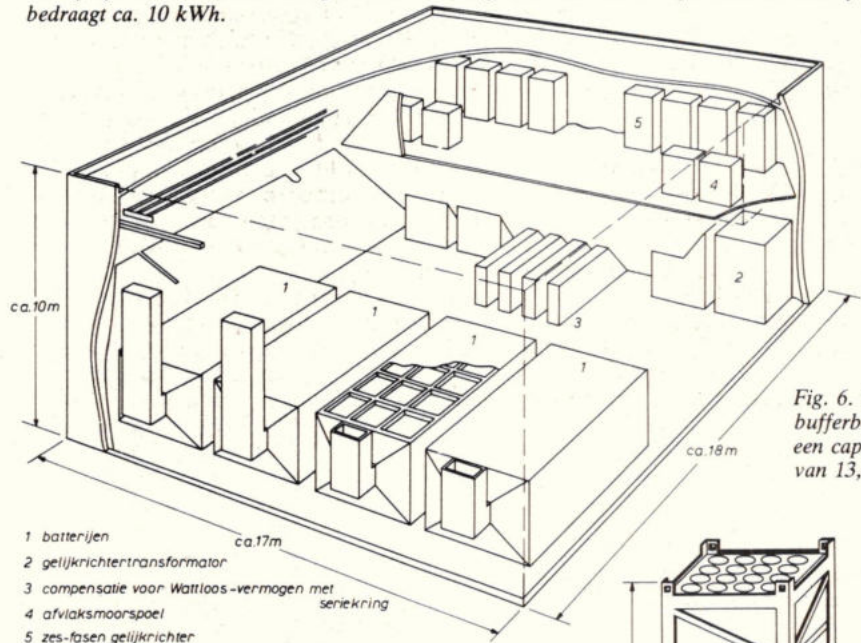 bedraagt ca. 10 kWh.
5
4
1
2
1
3
1
1
ca.10m
ca.18m
ca.17m
Fig. 6.
bufferb
een cap
van 13,
1 batterijen
2 gelijkrichtertransformator
3 compensatie voor Wattloos-vermogen met
seriekring
4 afvlaksmoorspoel
5 zes-fasen gelijkrichter